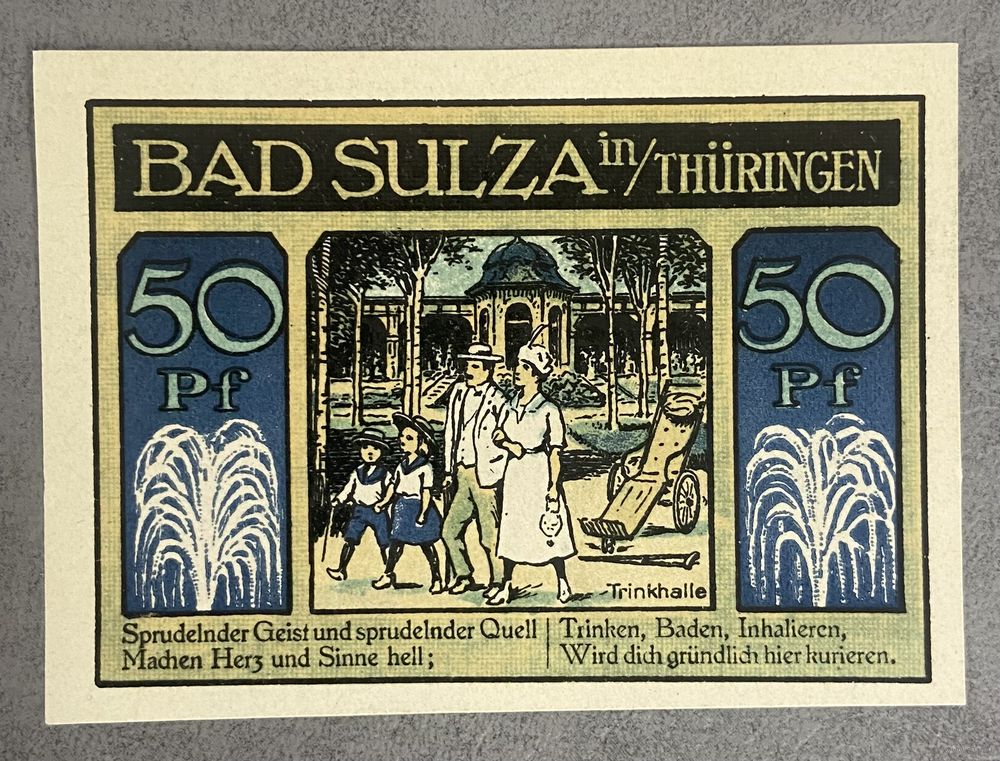 BAD SULZA in/THÜRINGEN
50 Pf
50 Pf
Trinkhalle
Sprudelnder Geist und sprudelnder Quell
Machen Herz und Sinne hell;
Trinken, Baden, Inhalieren,
Wird dich gründlich hier kurieren.